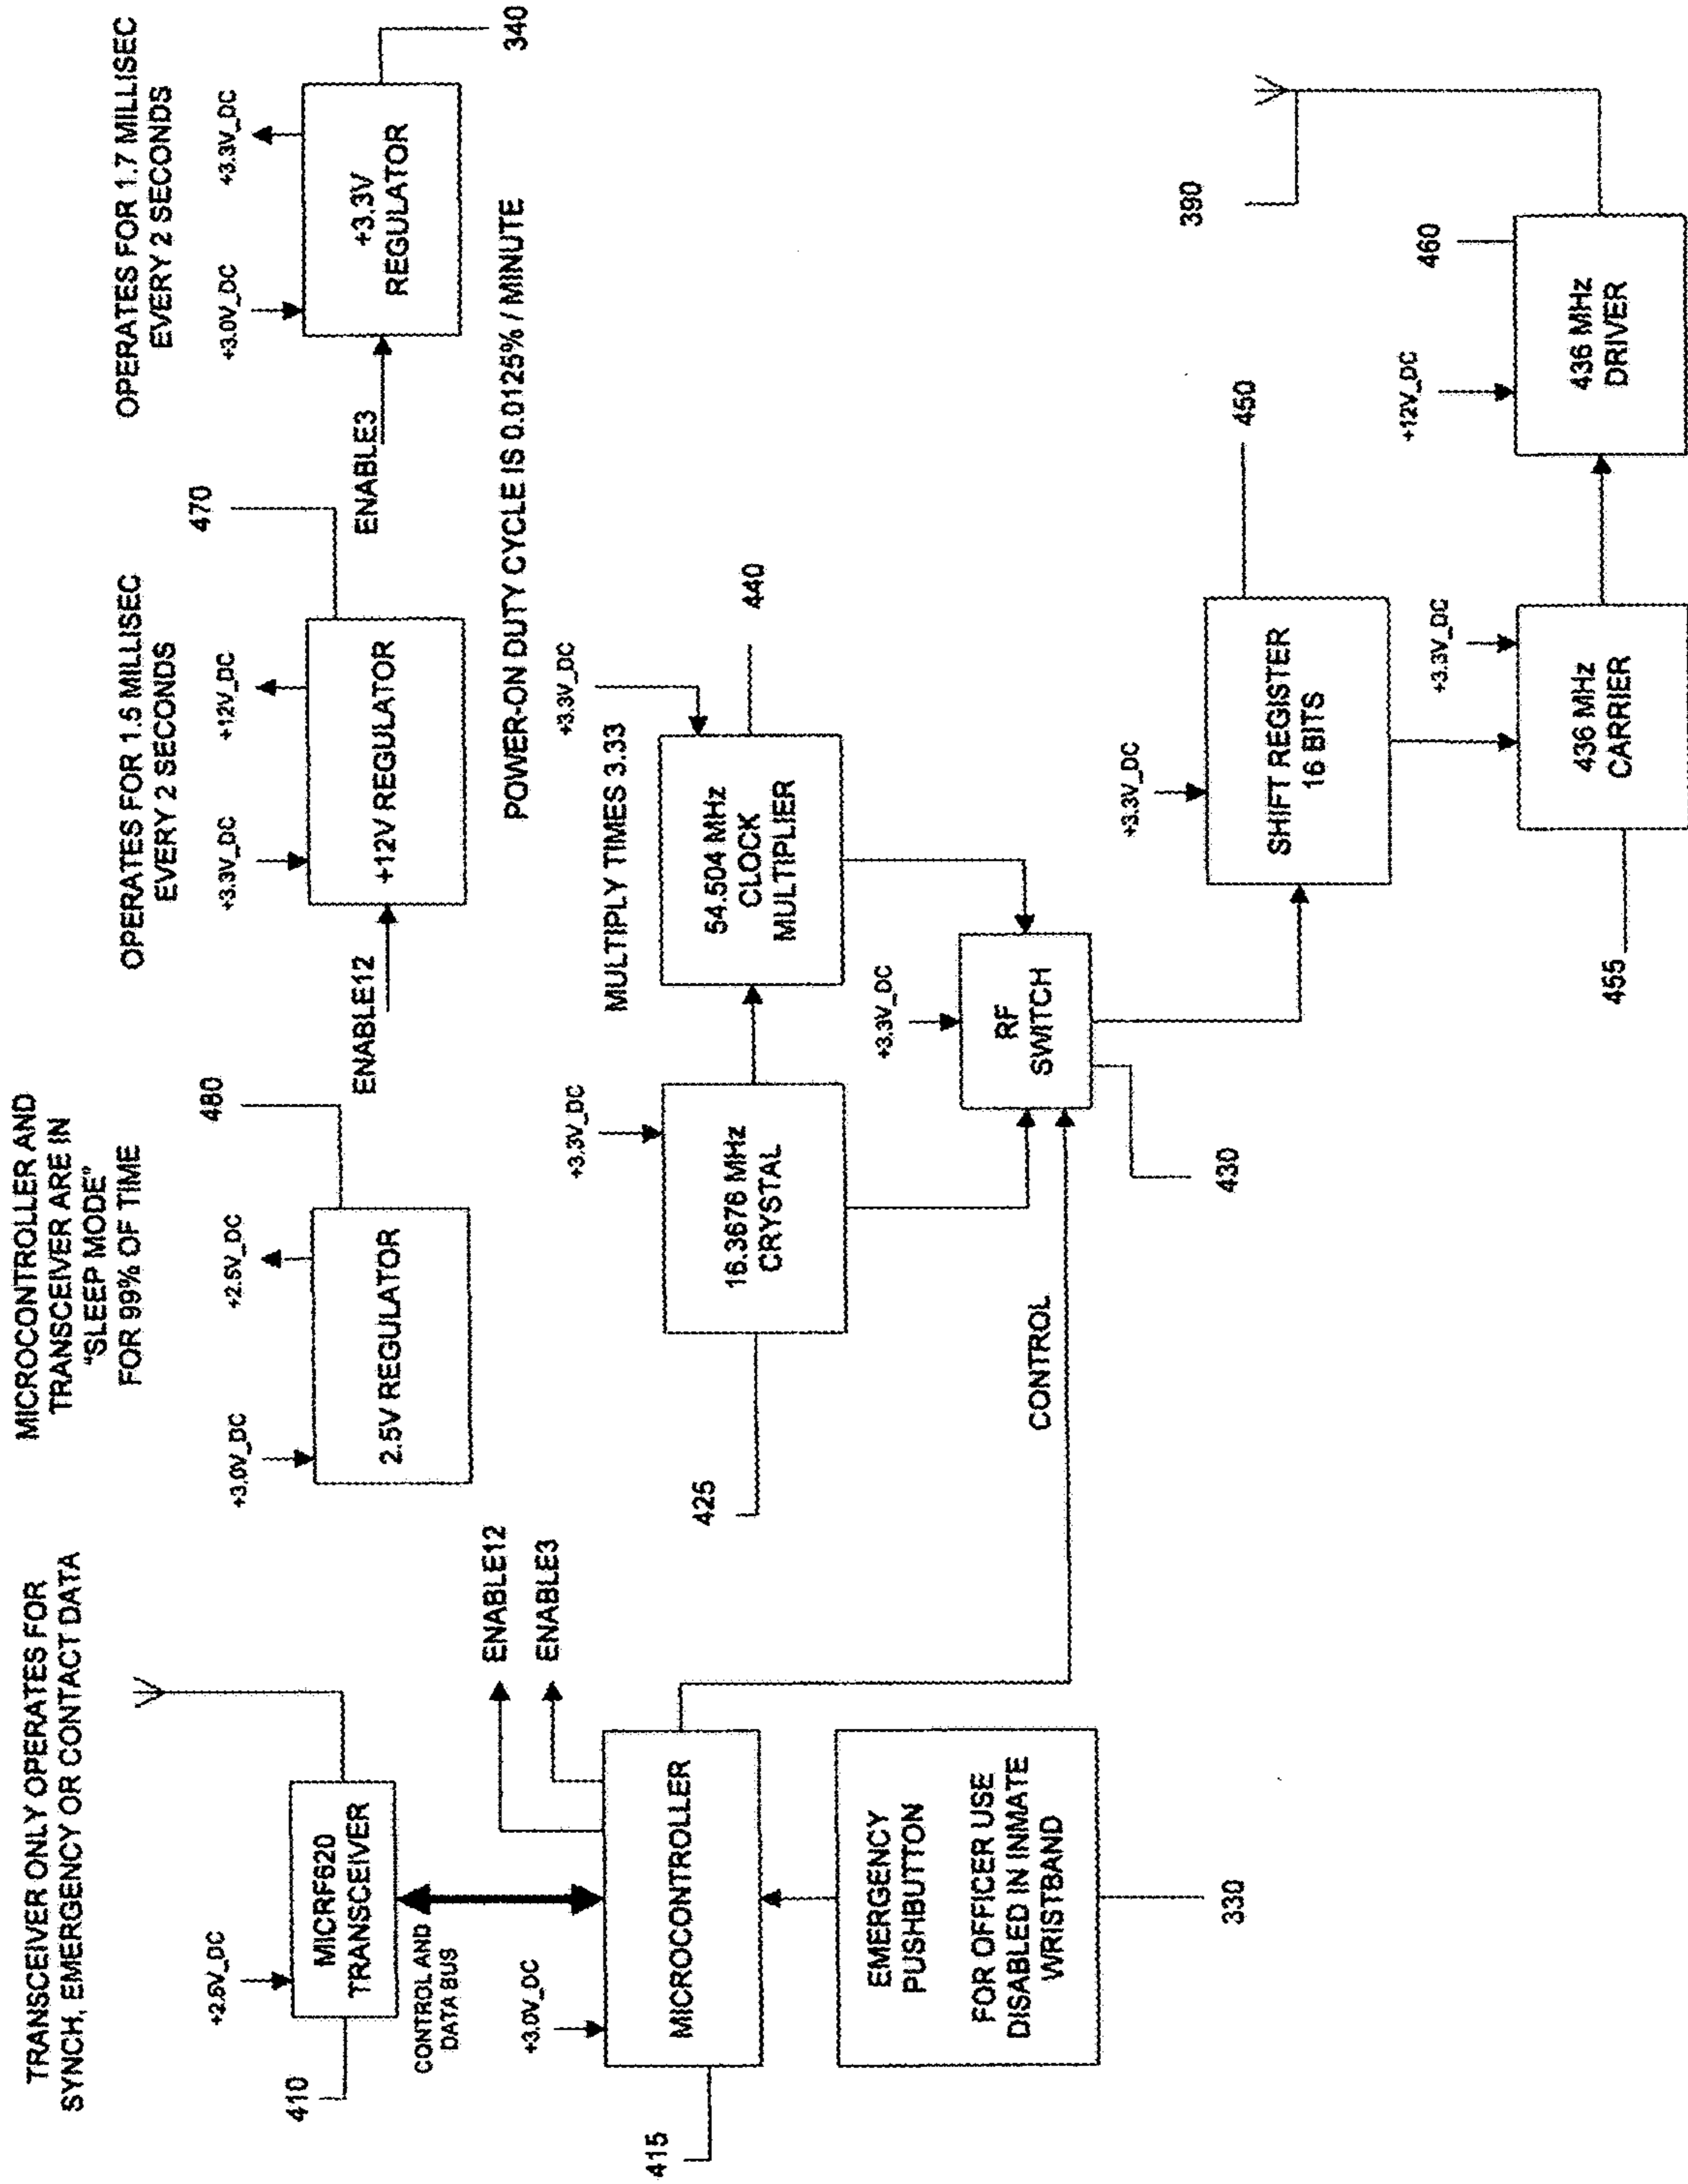 TRANSCEIVER ONLY OPERATES FOR
SYNCH, EMERGENCY OR CONTACT DATA
MICROCONTROLLER AND
TRANSCEIVER ARE IN
"SLEEP MODE"
FOR 99% OF TIME
OPERATES FOR 1.5 MILLISEC
EVERY 2 SECONDS
OPERATES FOR 1.7 MILLISEC
EVERY 2 SECONDS
+2.5V_DC
410
MICRF620
TRANSCEIVER
+3.0V_DC
+2.5V_DC
480
2.5V REGULATOR
+3.3V_DC
+12V_DC
470
ENABLE12
+12V REGULATOR
+3.0V_DC
+3.3V_DC
ENABLE3
+3.3V
REGULATOR
340
CONTROL AND
DATA BUS
ENABLE12
ENABLE3
POWER-ON DUTY CYCLE IS 0.0125% / MINUTE
+3.0V_DC
415
MICROCONTROLLER
+3.3V_DC
425
16.3676 MHz
CRYSTAL
MULTIPLY TIMES 3.33
+3.3V_DC
54.504 MHz
CLOCK
MULTIPLIER
440
EMERGENCY
PUSHBUTTON
FOR OFFICER USE
DISABLED IN INMATE
WRISTBAND
330
CONTROL
+3.3V_DC
RF
SWITCH
430
+3.3V_DC
SHIFT REGISTER
16 BITS
450
390
455
+3.3V_DC
436 MHz
CARRIER
+12V_DC
460
436 MHz
DRIVER